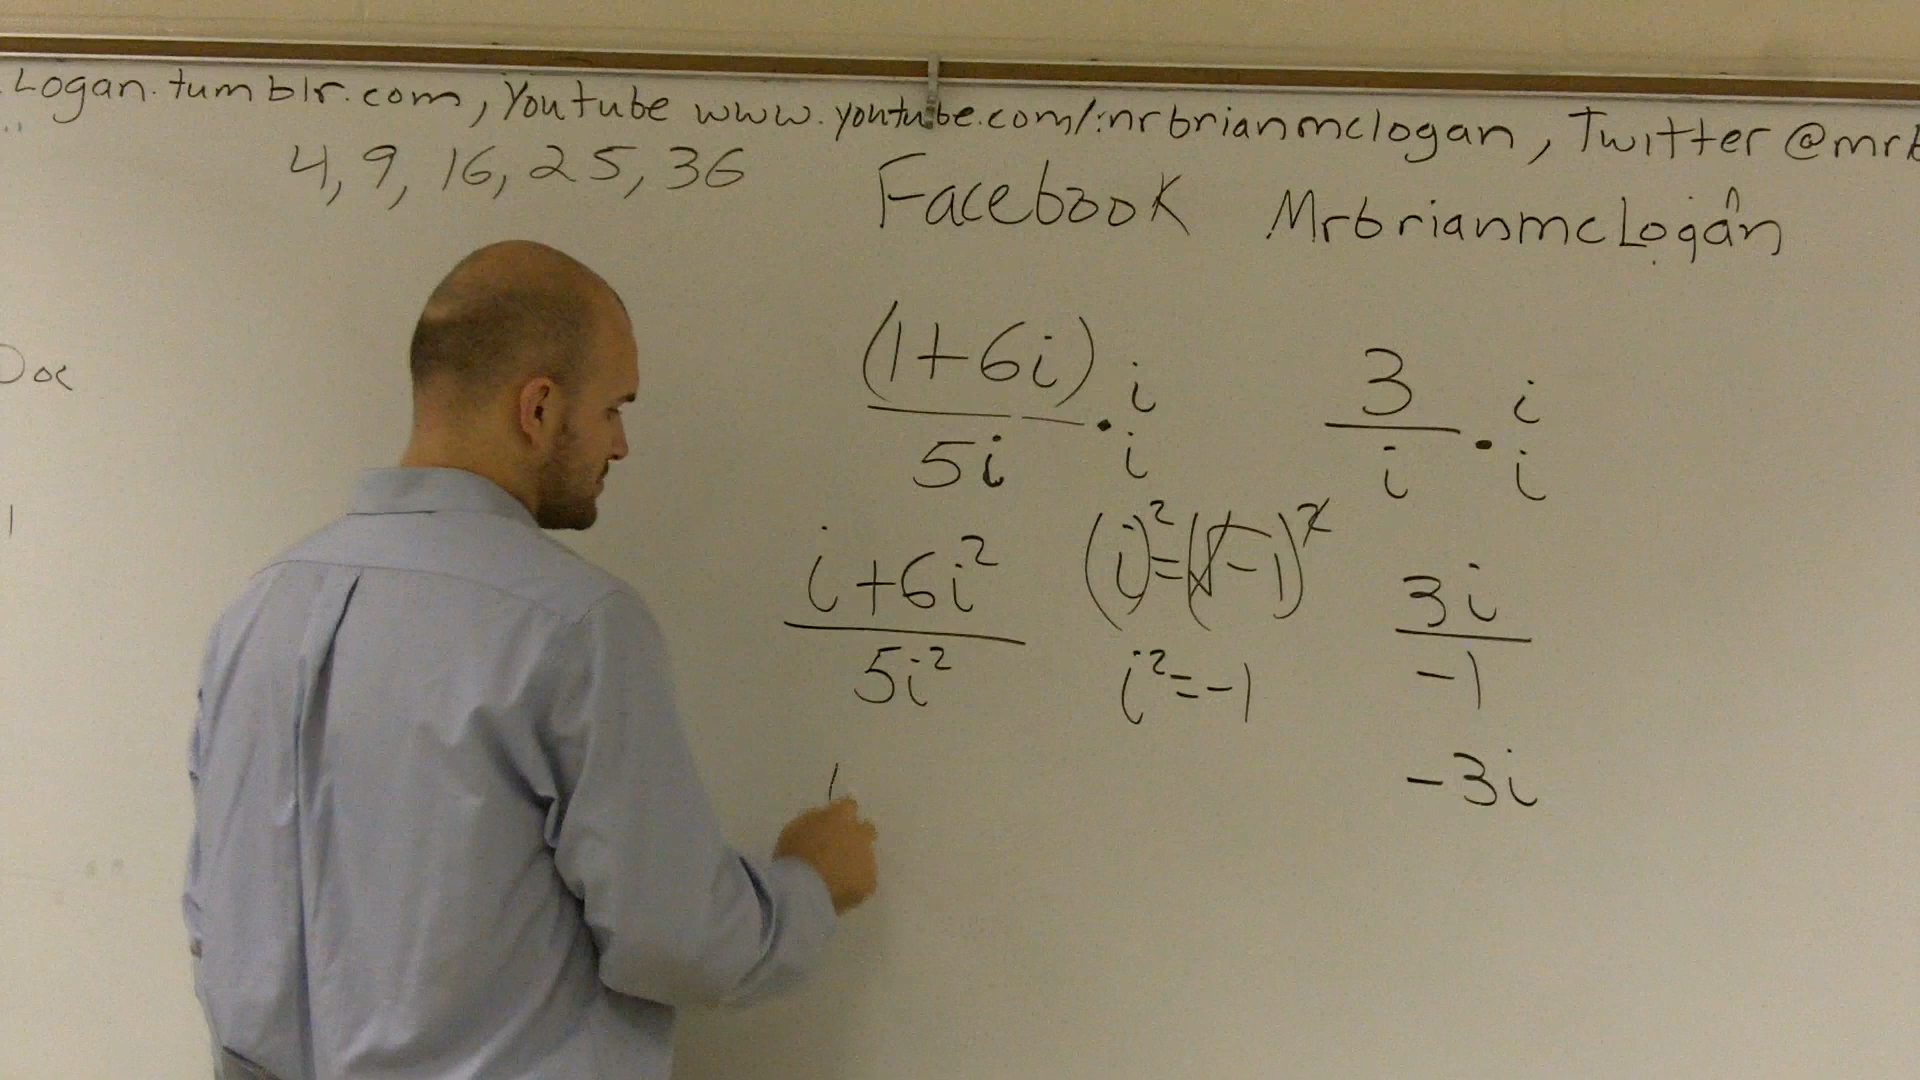 Logan.tumblr.com, Youtube www.youtube.com/mrbrianmclogan, Twitter @mrb
4, 9, 16, 25, 36
Facebook MrbrianmcLogan
(1+6i)/5i · i/i
3/i · i/i
i+6i²/5i²
(i)²=(√-1)²
i²=-1
3i/-1
-3i